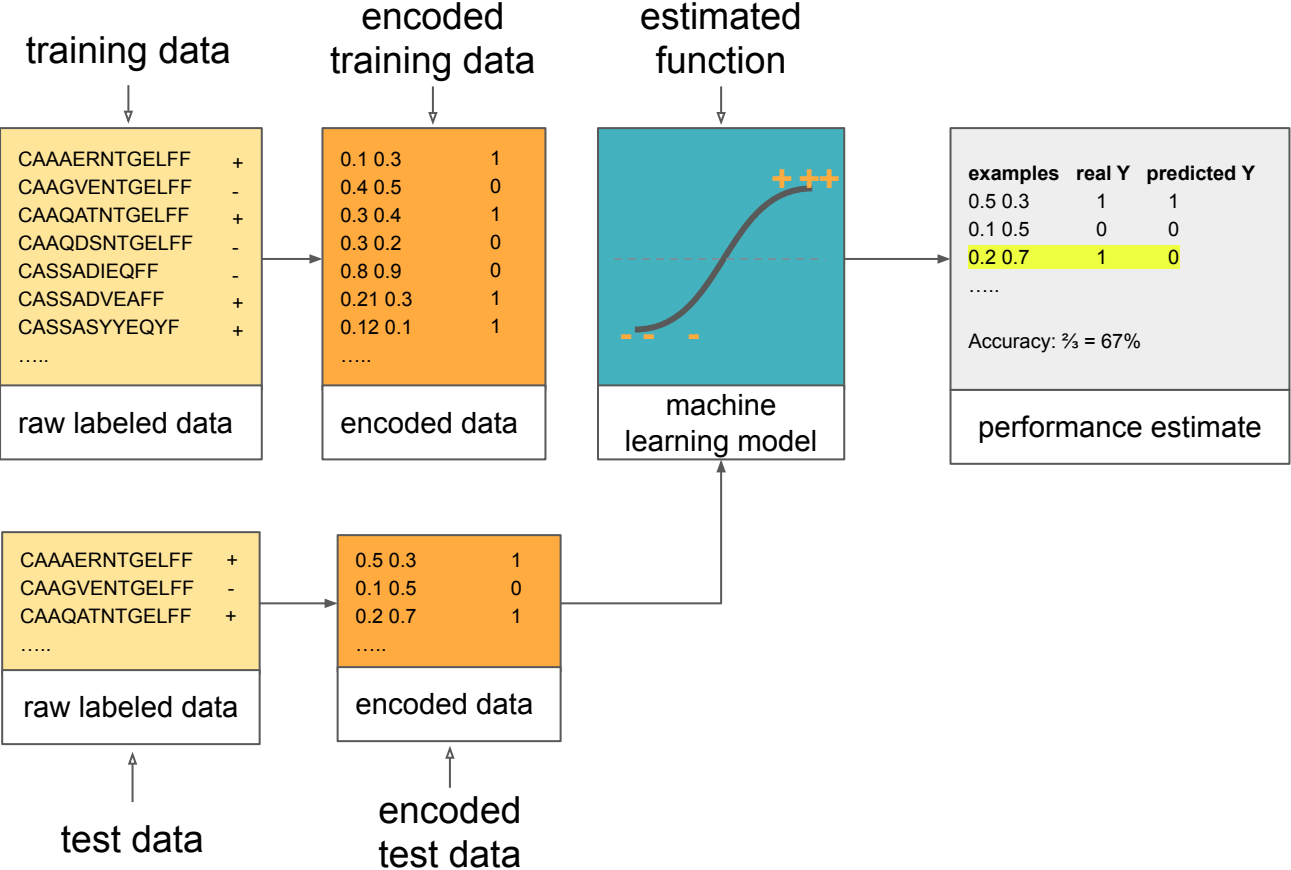 training data
encoded
training data
estimated
function
CAAAERNTGELFF +
CAAGVENTGELFF -
CAAQATNTGELFF +
CAAQDSNTGELFF -
CASSADIEQFF -
CASSADVEAFF +
CASSASYYEQYF +
…..
raw labeled data
0.1 0.3 1
0.4 0.5 0
0.3 0.4 1
0.3 0.2 0
0.8 0.9 0
0.21 0.3 1
0.12 0.1 1
…..
encoded data
+ ++
- - -
machine
learning model
examples real Y predicted Y
0.5 0.3 1 1
0.1 0.5 0 0
0.2 0.7 1 0
…..
Accuracy: ⅔ = 67%
performance estimate
CAAAERNTGELFF +
CAAGVENTGELFF -
CAAQATNTGELFF +
…..
raw labeled data
0.5 0.3 1
0.1 0.5 0
0.2 0.7 1
…..
encoded data
test data
encoded
test data